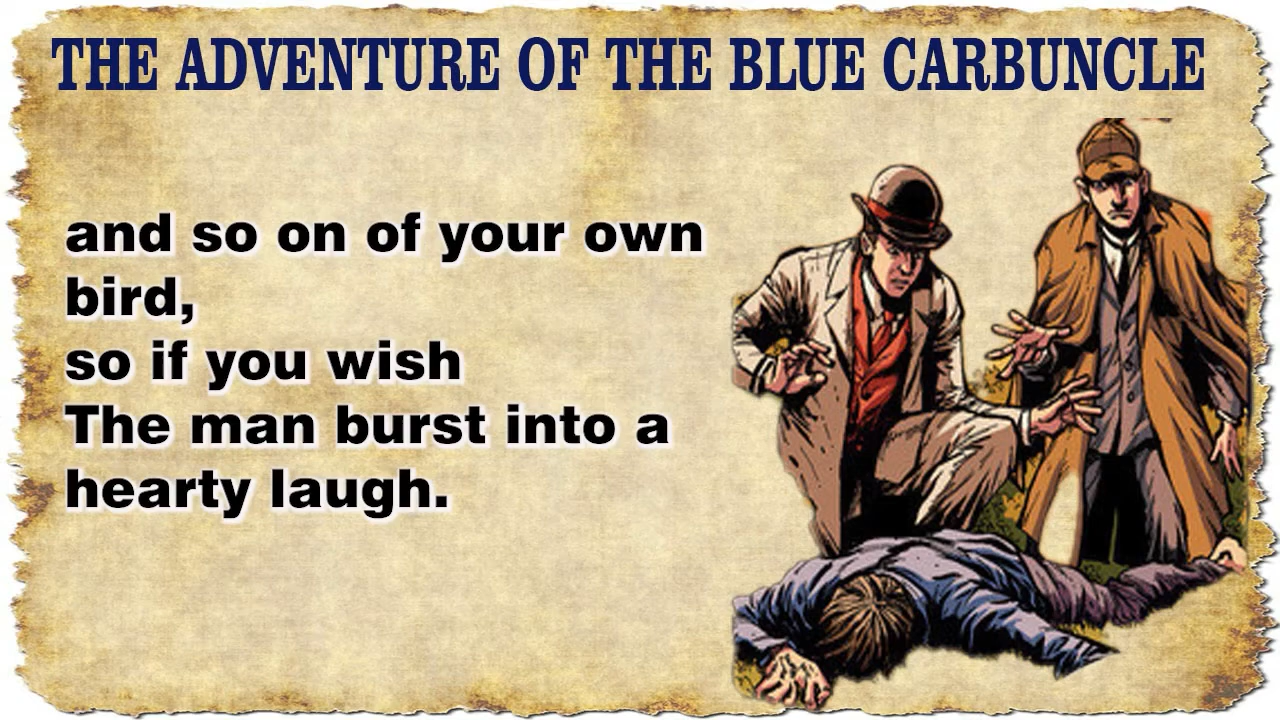 THE ADVENTURE OF THE BLUE CARBUNCLE
and so on of your own
bird,
so if you wish
The man burst into a
hearty laugh.